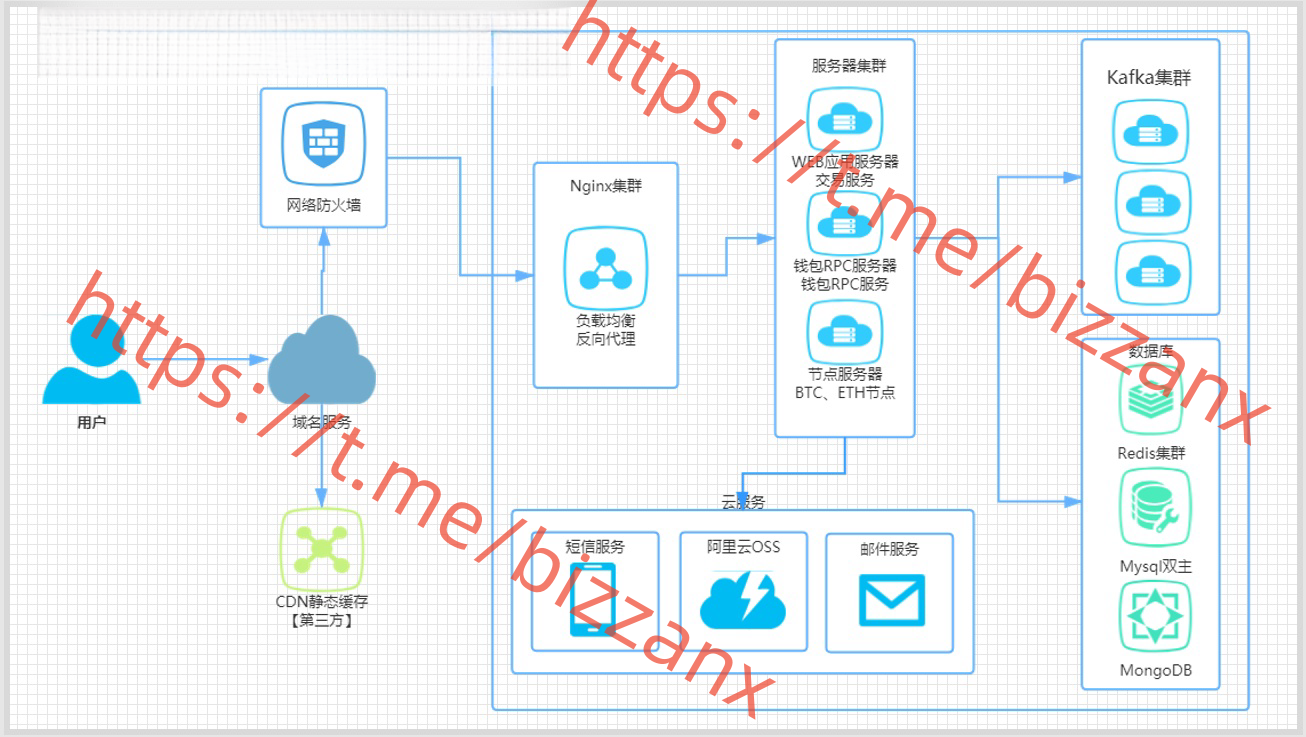 https://t.me/bizzanx
https://t.me/bizzanx
网络防火墙
用户
域名服务
CDN静态缓存
【第三方】
Nginx集群
负载均衡
反向代理
服务器集群
WEB应用服务器
交易服务
钱包RPC服务器
钱包RPC服务
节点服务器
BTC、ETH节点
云服务
短信服务
阿里云OSS
邮件服务
Kafka集群
数据库
Redis集群
Mysql双主
MongoDB